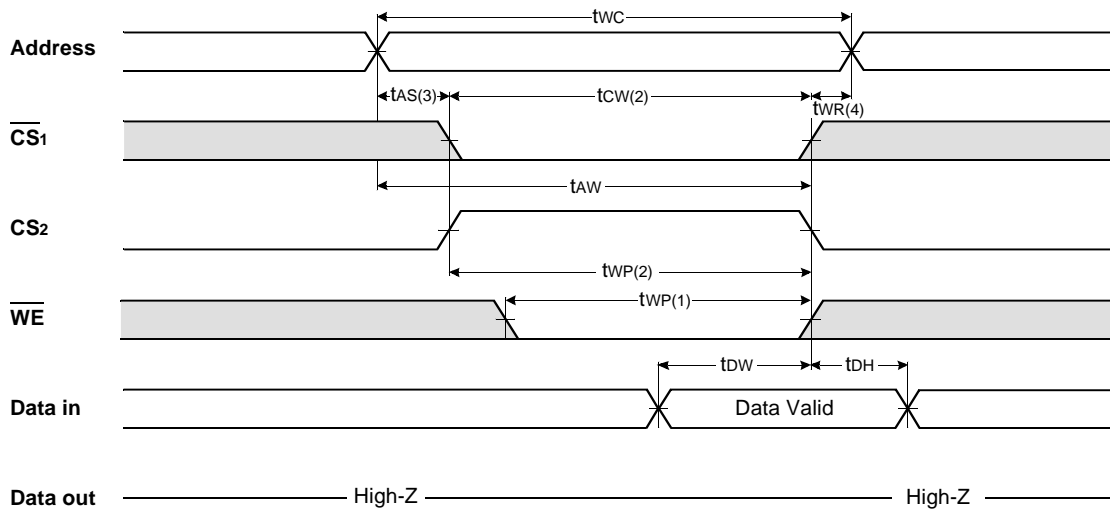 tWC
Address
tAS(3) tCW(2) tWR(4)
CS1
tAW
CS2
tWP(2)
tWP(1)
WE
tDW tDH
Data in Data Valid
Data out High-Z High-Z